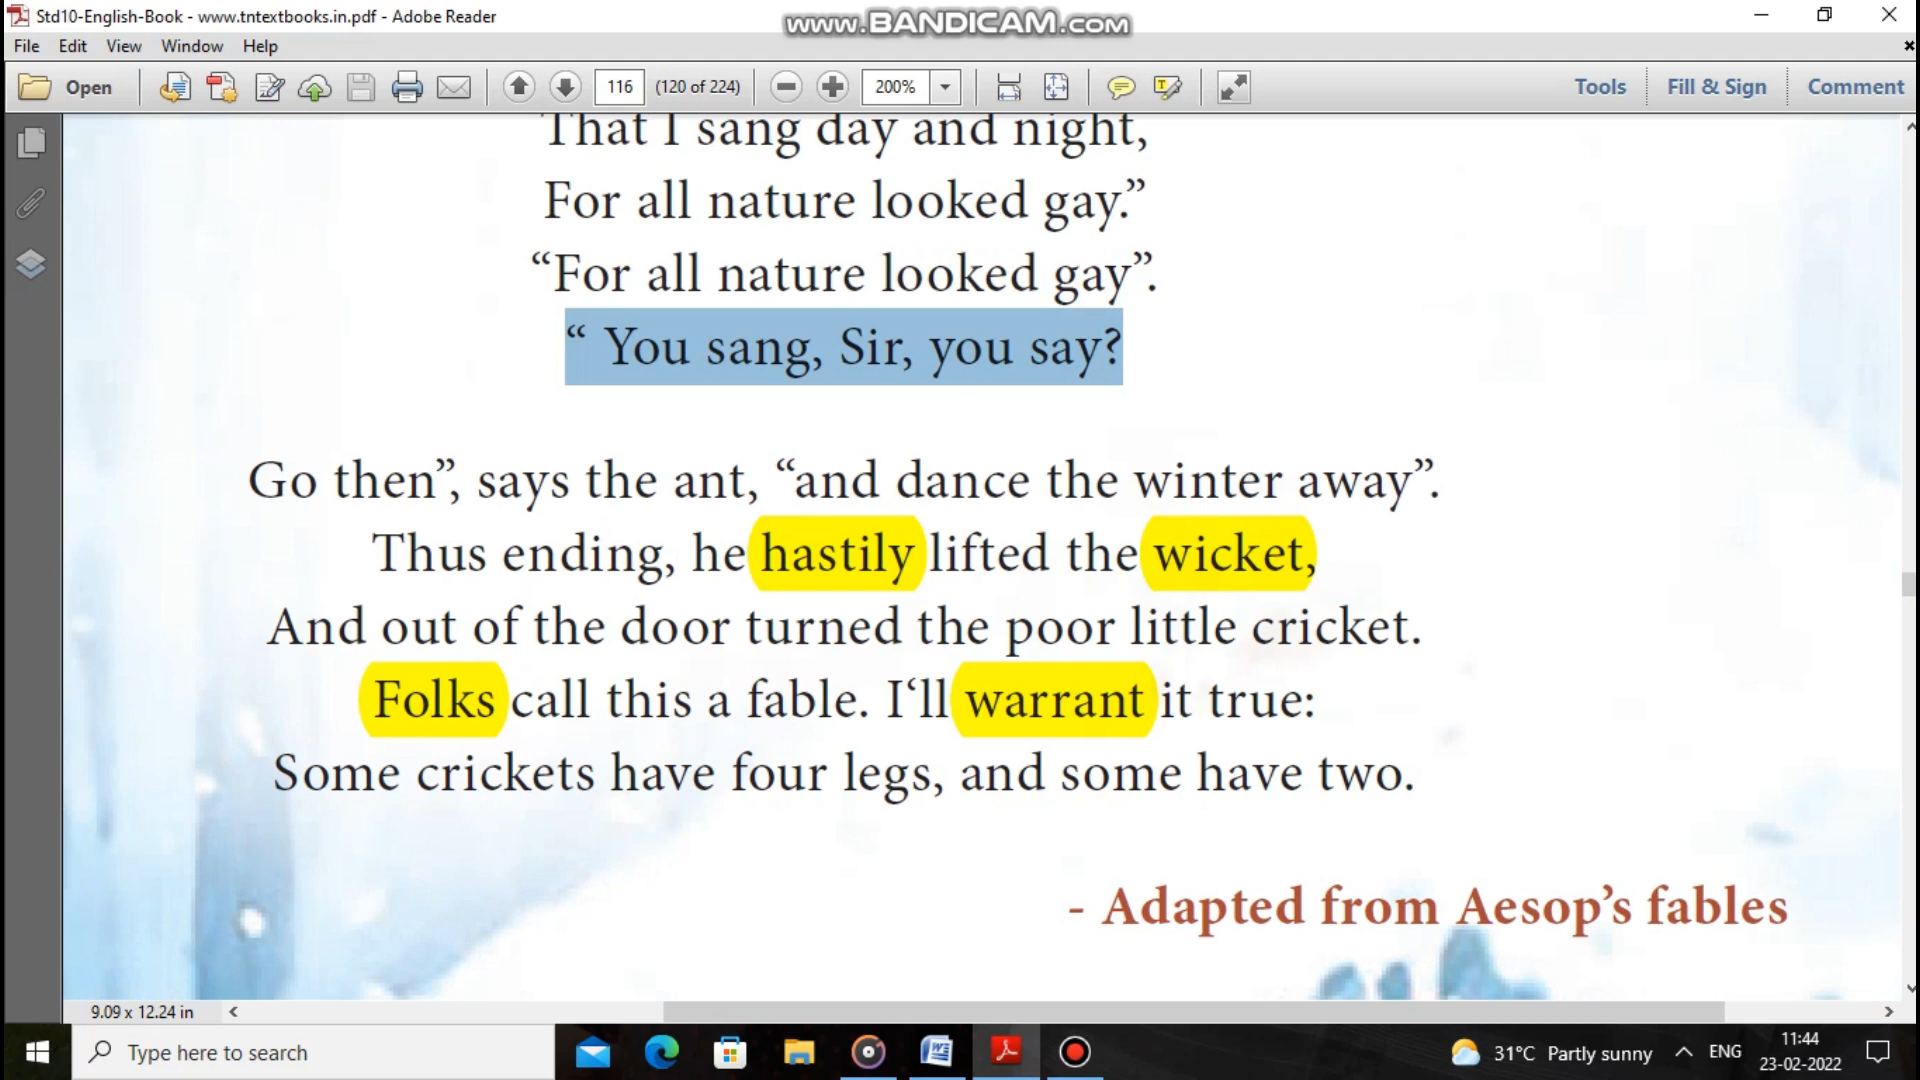 Std10-English-Book - www.tntextbooks.in.pdf - Adobe Reader
www.BANDICAM.com
File Edit View Window Help
Open 116 (120 of 224) 200% Tools Fill & Sign Comment
That I sang day and night,
For all nature looked gay.”
“For all nature looked gay”.
“ You sang, Sir, you say?
Go then”, says the ant, “and dance the winter away”.
Thus ending, he hastily lifted the wicket,
And out of the door turned the poor little cricket.
Folks call this a fable. I‘ll warrant it true:
Some crickets have four legs, and some have two.
- Adapted from Aesop’s fables
9.09 x 12.24 in
Type here to search 31°C Partly sunny ENG 11:44
23-02-2022